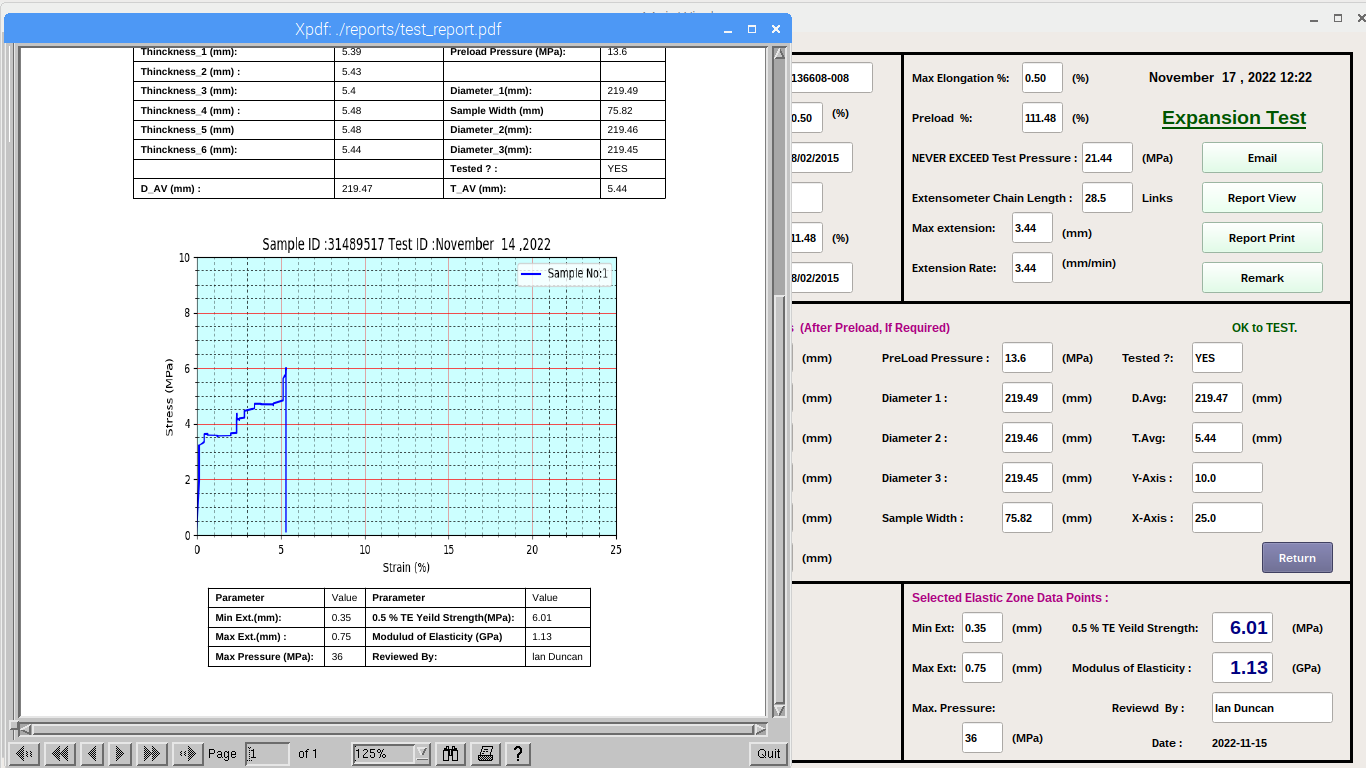 Xpdf: ./reports/test_report.pdf
Thinckness_1 (mm): 5.39 Preload Pressure (MPa): 13.6
Thinckness_2 (mm) : 5.43
Thinckness_3 (mm): 5.4 Diameter_1(mm): 219.49
Thinckness_4 (mm): 5.48 Sample Width (mm) 75.82
Thinckness_5 (mm) 5.48 Diameter_2(mm): 219.46
Thinckness_6 (mm): 5.44 Diameter_3(mm): 219.45
Tested ? : YES
D_AV (mm) : 219.47 T_AV (mm): 5.44
Sample ID :31489517 Test ID :November 14 ,2022
Sample No:1
10
8
6
4
2
0
Stress (MPa)
0 5 10 15 20 25
Strain (%)
Parameter Value Prarameter Value
Min Ext.(mm): 0.35 0.5 % TE Yeild Strength(MPa): 6.01
Max Ext.(mm) : 0.75 Modulud of Elasticity (GPa) 1.13
Max Pressure (MPa): 36 Reviewed By: Ian Duncan
Page 1 of 1 125% ? Quit
136608-008
0.50 (%)
8/02/2015
11.48 (%)
8/02/2015
Max Elongation %: 0.50 (%) November 17 , 2022 12:22
Preload %: 111.48 (%) Expansion Test
NEVER EXCEED Test Pressure : 21.44 (MPa) Email
Extensometer Chain Length : 28.5 Links Report View
Max extension: 3.44 (mm) Report Print
Extension Rate: 3.44 (mm/min) Remark
(After Preload, If Required) OK to TEST.
(mm) PreLoad Pressure : 13.6 (MPa) Tested ?: YES
(mm) Diameter 1 : 219.49 (mm) D.Avg: 219.47 (mm)
(mm) Diameter 2 : 219.46 (mm) T.Avg: 5.44 (mm)
(mm) Diameter 3 : 219.45 (mm) Y-Axis : 10.0
(mm) Sample Width : 75.82 (mm) X-Axis : 25.0
(mm) Return
Selected Elastic Zone Data Points :
Min Ext: 0.35 (mm) 0.5 % TE Yeild Strength: 6.01 (MPa)
Max Ext: 0.75 (mm) Modulus of Elasticity : 1.13 (GPa)
Max. Pressure: Reviewd By : Ian Duncan
36 (MPa) Date : 2022-11-15